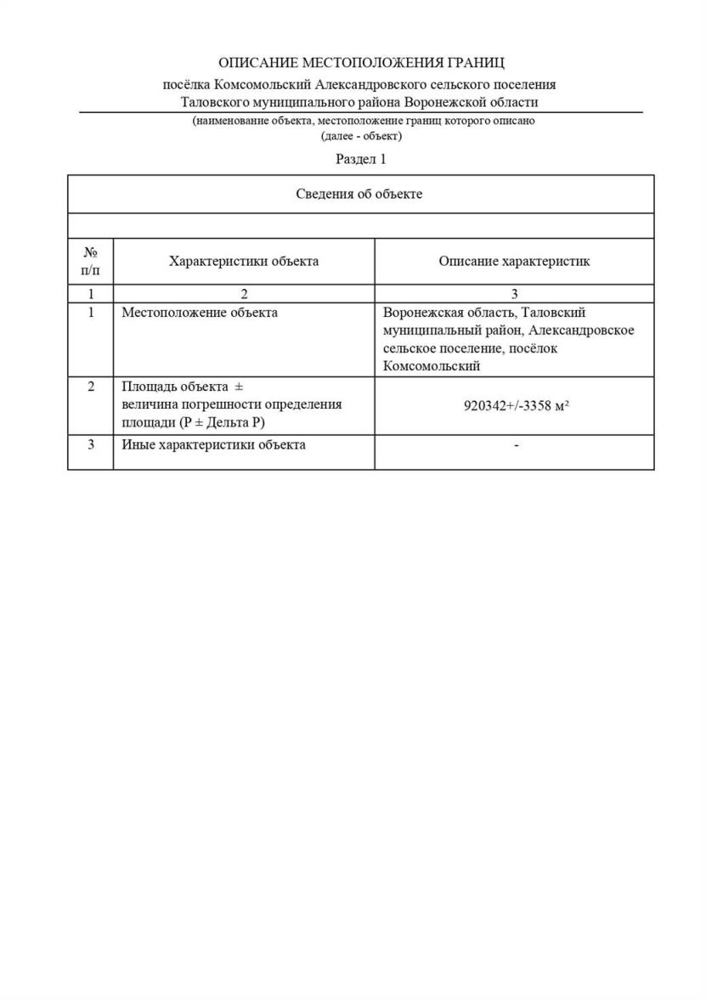 ОПИСАНИЕ МЕСТОПОЛОЖЕНИЯ ГРАНИЦ
посёлка Комсомольский Александровского сельского поселения
Таловского муниципального района Воронежской области
(наименование объекта, местоположение границ которого описано
(далее - объект)
Раздел 1
Сведения об объекте
№
п/п
Характеристики объекта
Описание характеристик
1
2
3
1
Местоположение объекта
Воронежская область, Таловский
муниципальный район, Александровское
сельское поселение, посёлок
Комсомольский
2
Площадь объекта ±
величина погрешности определения
площади (P ± Дельта P)
920342+/-3358 м²
3
Иные характеристики объекта
-